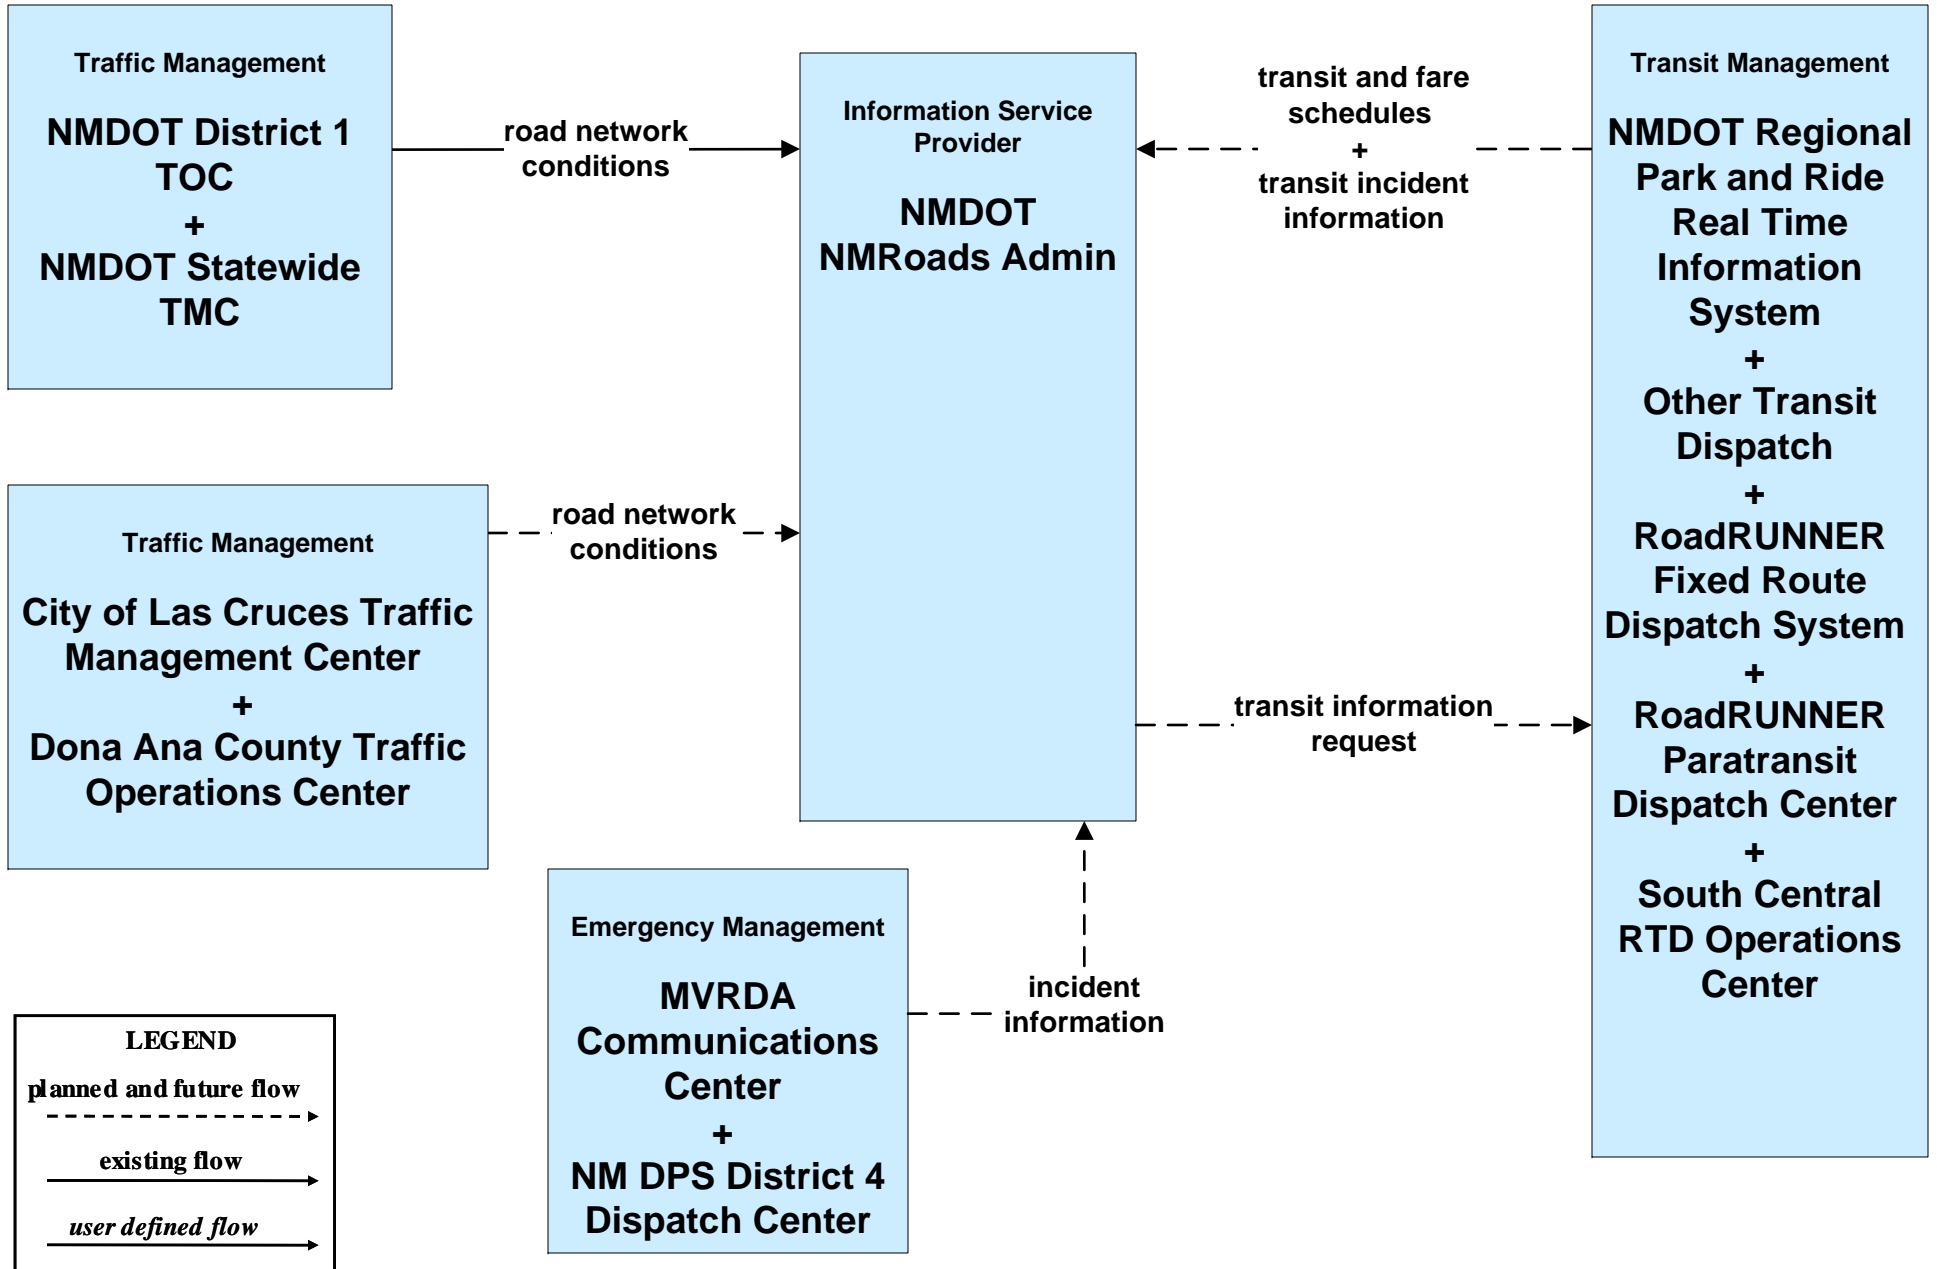 Traffic Management
NMDOT District 1
TOC
+
NMDOT Statewide
TMC
road network
conditions
Information Service
Provider
NMDOT
NMRoads Admin
transit and fare
schedules
+
transit incident
information
Transit Management
NMDOT Regional
Park and Ride
Real Time
Information
System
+
Other Transit
Dispatch
+
RoadRUNNER
Fixed Route
Dispatch System
+
RoadRUNNER
Paratransit
Dispatch Center
+
South Central
RTD Operations
Center
Traffic Management
City of Las Cruces Traffic
Management Center
+
Dona Ana County Traffic
Operations Center
road network
conditions
transit information
request
Emergency Management
MVRDA
Communications
Center
+
NM DPS District 4
Dispatch Center
incident
information
LEGEND
planned and future flow
existing flow
user defined flow